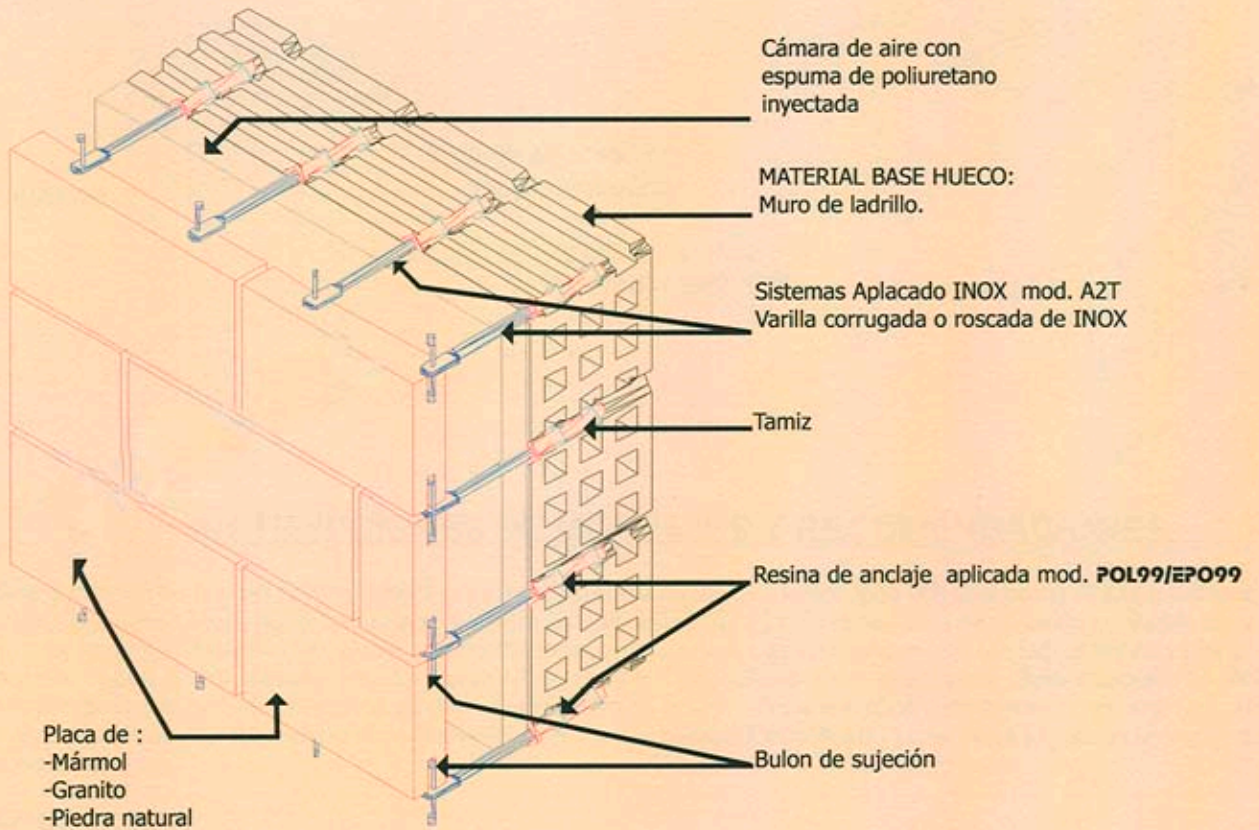 Cámara de aire con
espuma de poliuretano
inyectada
MATERIAL BASE HUECO:
Muro de ladrillo.
Sistemas Aplacado INOX mod. A2T
Varilla corrugada o roscada de INOX
Tamiz
Resina de anclaje aplicada mod. POL99/EPO99
Bulon de sujeción
Placa de :
-Mármol
-Granito
-Piedra natural